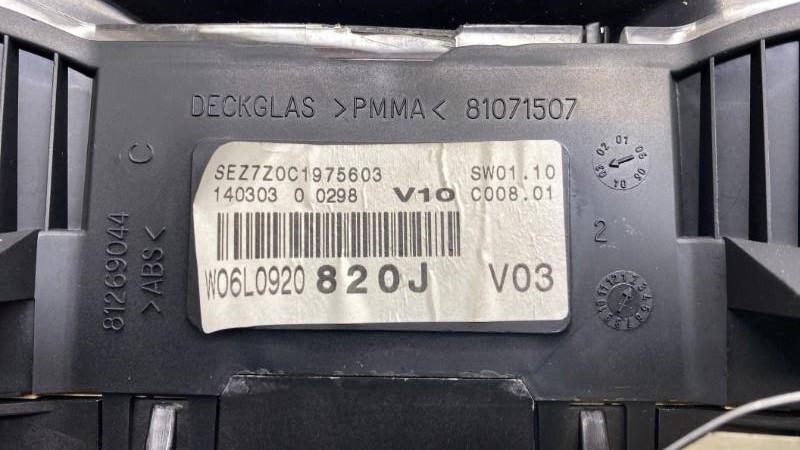 DECKGLAS >PMMA< 81071507
C
81269044
>ABS<
SEZ7Z0C1975603
SW01.10
140303 0 0298
V10
C008.01
W06L0920 820J
V03
2